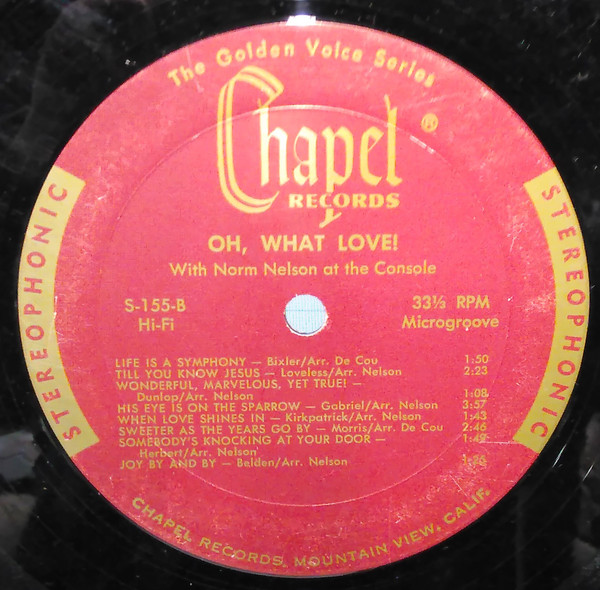 The Golden Voice Series
Chapel ®
RECORDS
OH, WHAT LOVE!
With Norm Nelson at the Console
S-155-B 33⅓ RPM
Hi-Fi Microgroove
STEREOPHONIC
STEREOPHONIC
LIFE IS A SYMPHONY — Bixler/Arr. De Cou 1:50
TILL YOU KNOW JESUS — Loveless/Arr. Nelson 2:23
WONDERFUL, MARVELOUS, YET TRUE! —
Dunlop/Arr. Nelson 1:08
HIS EYE IS ON THE SPARROW — Gabriel/Arr. Nelson 3:57
WHEN LOVE SHINES IN — Kirkpatrick/Arr. Nelson 1:43
SWEETER AS THE YEARS GO BY — Morris/Arr. De Cou 2:46
SOMEBODY'S KNOCKING AT YOUR DOOR —
Herbert/Arr. Nelson
JOY BY AND BY — Belden/Arr. Nelson
CHAPEL RECORDS, MOUNTAIN VIEW, CALIF.